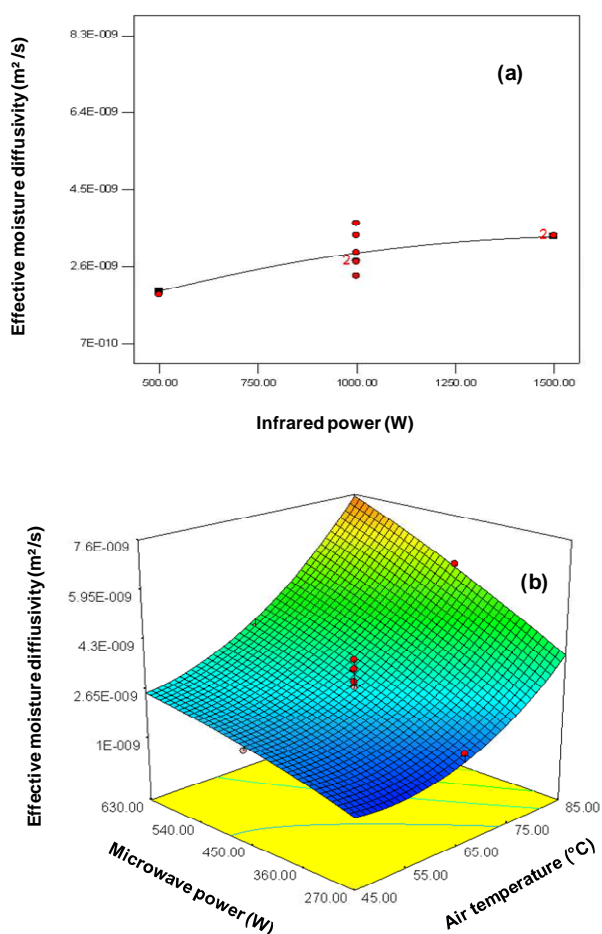 Effective moisture diffusivity (m²/s)
8.3E-009
6.4E-009
4.5E-009
2.6E-009
7E-010
(a)
2
2
500.00 750.00 1000.00 1250.00 1500.00
Infrared power (W)
Effective moisture diffiusivity (m²/s)
7.6E-009
5.95E-009
4.3E-009
2.65E-009
1E-009
(b)
630.00
540.00
450.00
360.00
270.00
85.00
75.00
65.00
55.00
45.00
Microwave power (W)
Air temperature (°C)